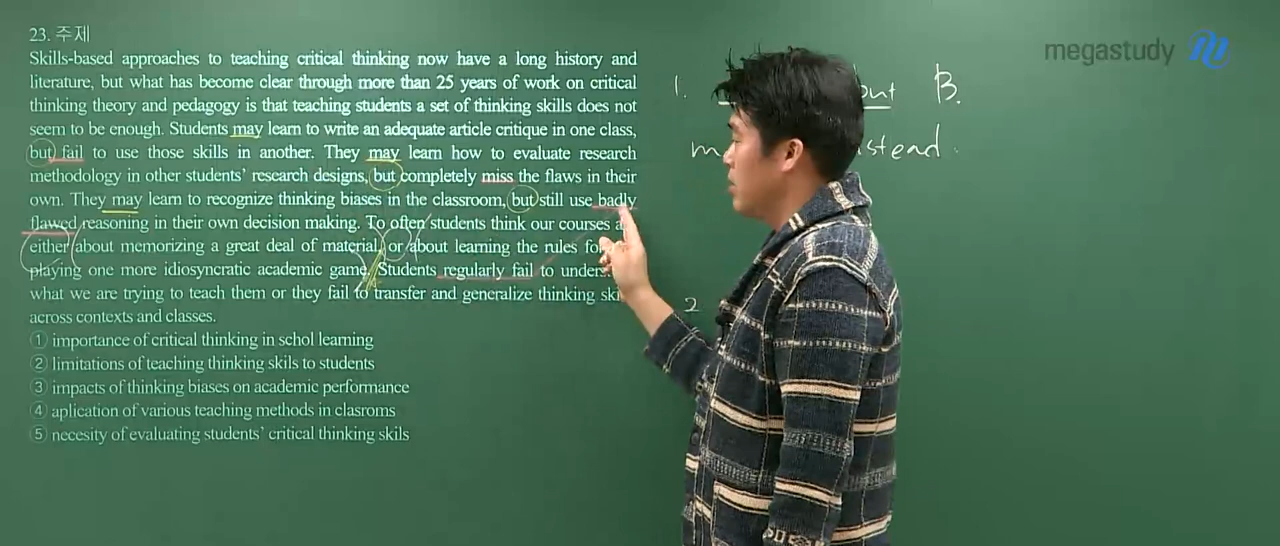 23. 주제
Skills-based approaches to teaching critical thinking now have a long history and
literature, but what has become clear through more than 25 years of work on critical
thinking theory and pedagogy is that teaching students a set of thinking skills does not
seem to be enough. Students may learn to write an adequate article critique in one class,
but fail to use those skills in another. They may learn how to evaluate research
methodology in other students' research designs, but completely miss the flaws in their
own. They may learn to recognize thinking biases in the classroom, but still use badly
flawed reasoning in their own decision making. To often students think our courses
either about memorizing a great deal of material, or about learning the rules
playing one more idiosyncratic academic game. Students regularly fail to
what we are trying to teach them or they fail to transfer and generalize thinking
across contexts and classes.
① importance of critical thinking in schol learning
② limitations of teaching thinking skils to students
③ impacts of thinking biases on academic performance
④ aplication of various teaching methods in clasroms
⑤ necesity of evaluating students' critical thinking skils
megastudy
1. B.
2